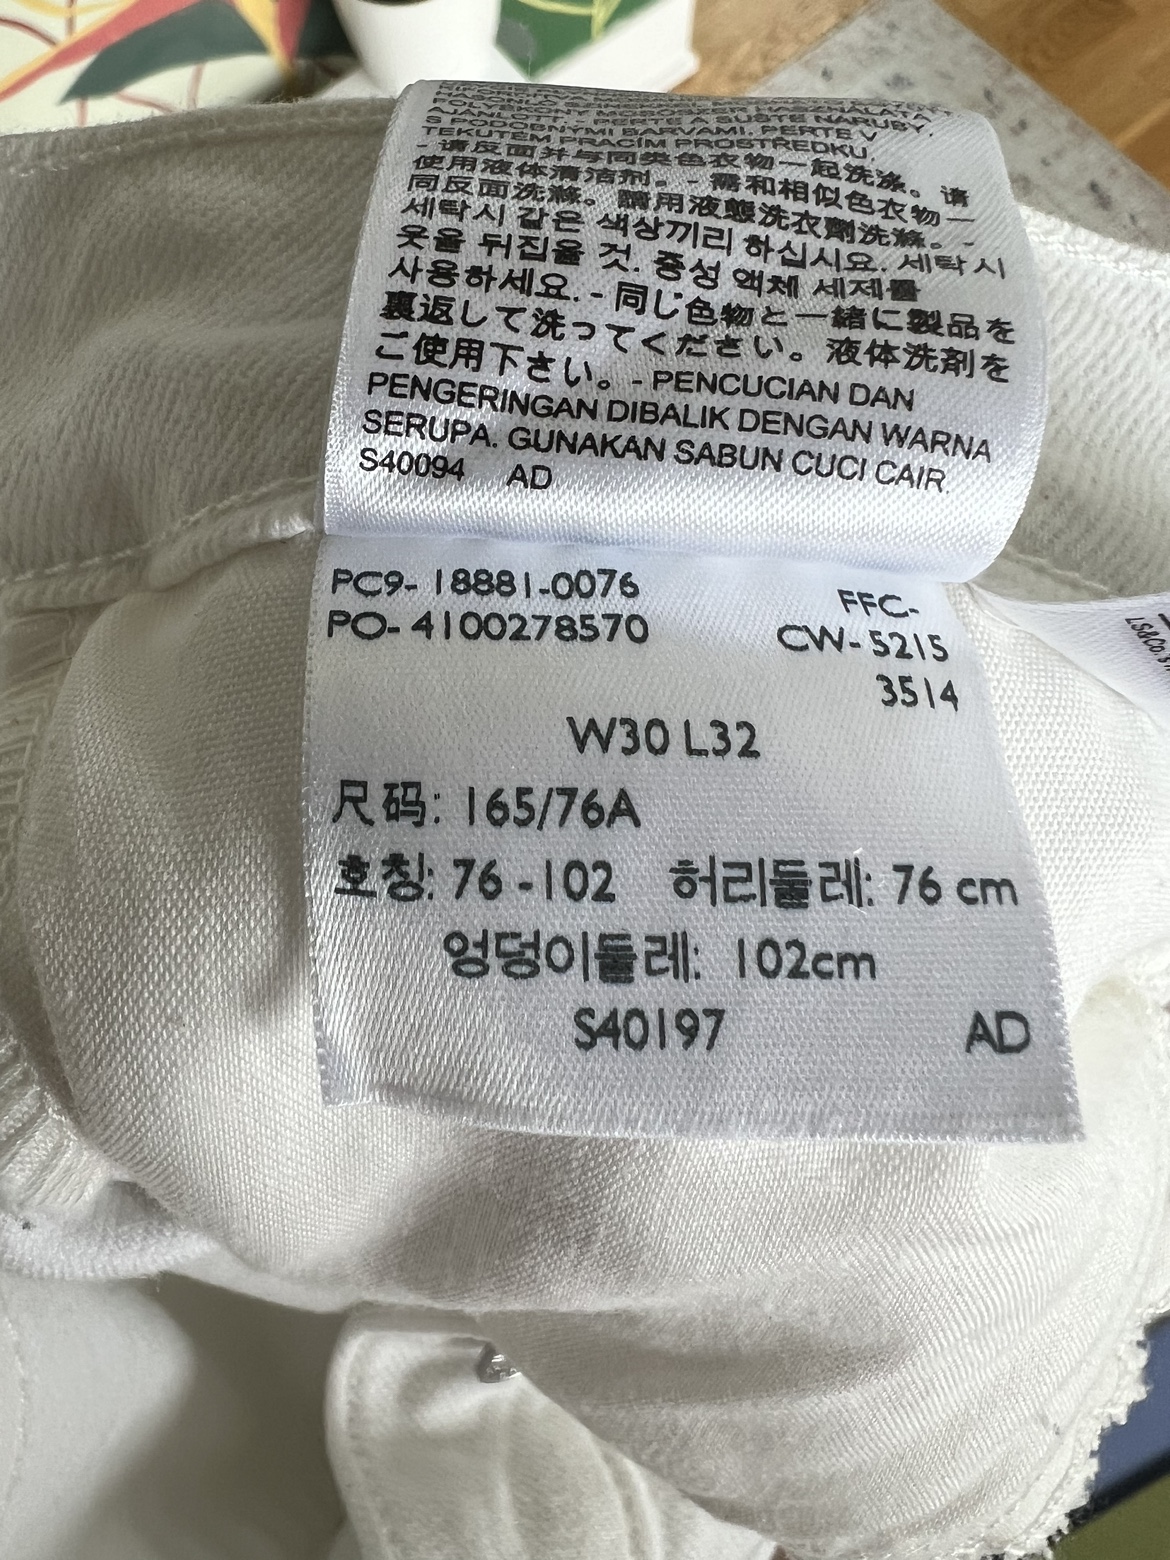 AJANLOTT.
S PODOBNÝMI BARVAMI. PERTE V
TEKUTÉM PRACÍM PROSTŘEDKU.
- 请反面并与同类色衣物一起洗涤。请
使用液体清洁剂。- 需和相似色衣物一
同反面洗滌。請用液態洗衣劑洗滌。-
세탁시 같은 색상끼리 하십시요. 세탁시
옷을 뒤집을 것. 중성 액체 세제를
사용하세요. - 同じ色物と一緒に製品を
裏返して洗ってください。液体洗剤を
ご使用下さい。- PENCUCIAN DAN
PENGERINGAN DIBALIK DENGAN WARNA
SERUPA. GUNAKAN SABUN CUCI CAIR.
S40094 AD
PC9-18881-0076 FFC-
PO-4100278570 CW-5215
3514
W30 L32
尺码: 165/76A
호칭: 76-102 허리둘레: 76 cm
엉덩이둘레: 102cm
S40197 AD
LS&Co.